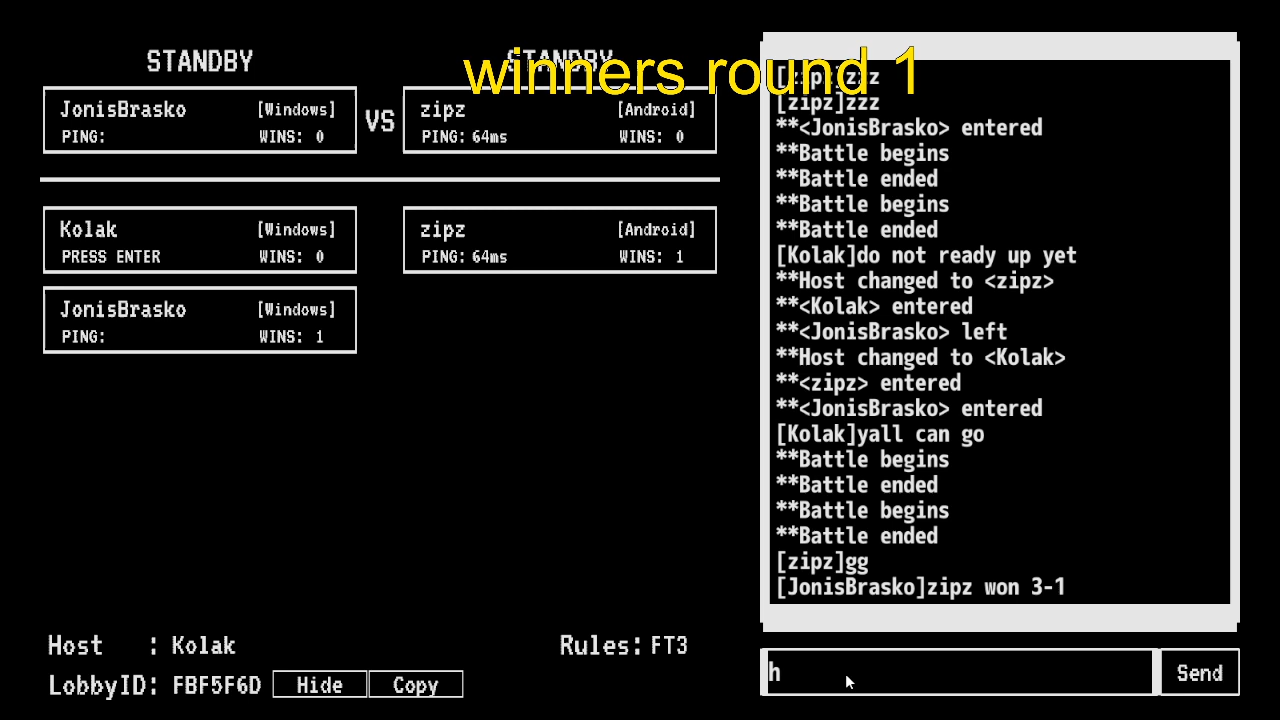 winners round 1
STANDBY
STANDBY
JonisBrasko [Windows]
PING: WINS: 0
VS
zipz [Android]
PING: 64ms WINS: 0
Kolak [Windows]
PRESS ENTER WINS: 0
zipz [Android]
PING: 64ms WINS: 1
JonisBrasko [Windows]
PING: WINS: 1
Host : Kolak
Rules: FT3
LobbyID: FBF5F6D Hide Copy
[zipz]zzz
[zipz]zzz
**<JonisBrasko> entered
**Battle begins
**Battle ended
**Battle begins
**Battle ended
[Kolak]do not ready up yet
**Host changed to <zipz>
**<Kolak> entered
**<JonisBrasko> left
**Host changed to <Kolak>
**<zipz> entered
**<JonisBrasko> entered
[Kolak]yall can go
**Battle begins
**Battle ended
**Battle begins
**Battle ended
[zipz]gg
[JonisBrasko]zipz won 3-1
h
Send